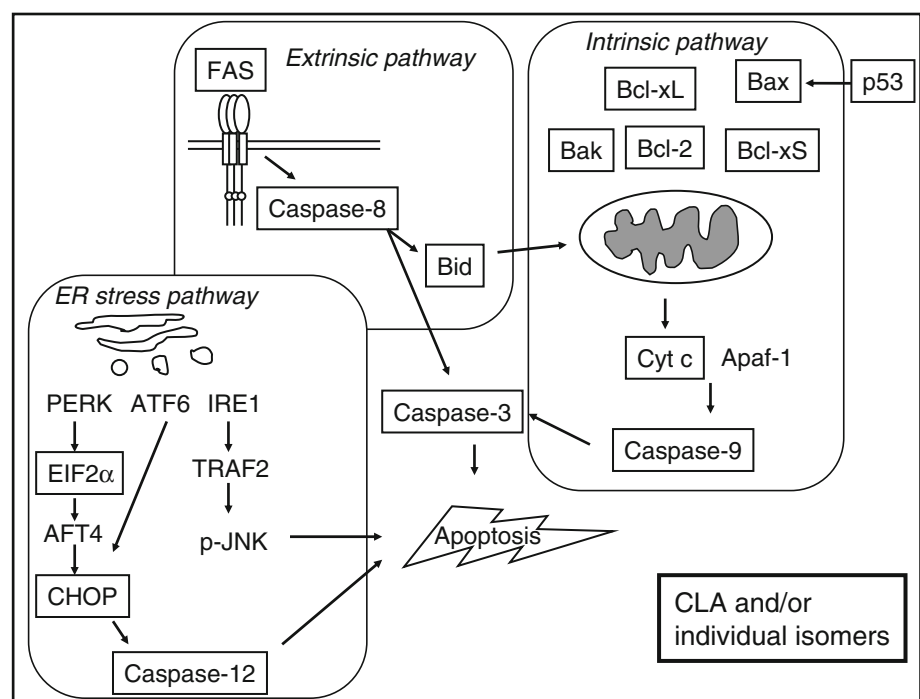 Extrinsic pathway
FAS
Caspase-8
Bid
Intrinsic pathway
Bcl-xL
Bax
p53
Bak
Bcl-2
Bcl-xS
Cyt c
Apaf-1
Caspase-9
Caspase-3
Apoptosis
ER stress pathway
PERK
ATF6
IRE1
EIF2α
TRAF2
AFT4
p-JNK
CHOP
Caspase-12
CLA and/or
individual isomers